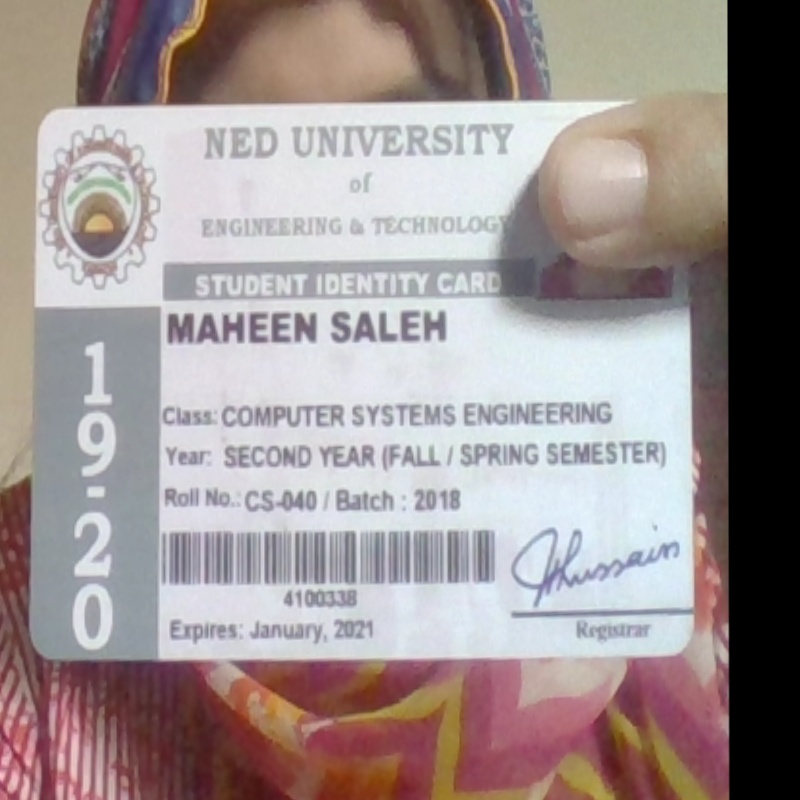 NED UNIVERSITY
of
ENGINEERING & TECHNOLOGY
STUDENT IDENTITY CARD
MAHEEN SALEH
19-20
Class: COMPUTER SYSTEMS ENGINEERING
Year: SECOND YEAR (FALL / SPRING SEMESTER)
Roll No.: CS-040 / Batch : 2018
4100338
Expires: January, 2021
Hussain
Registrar